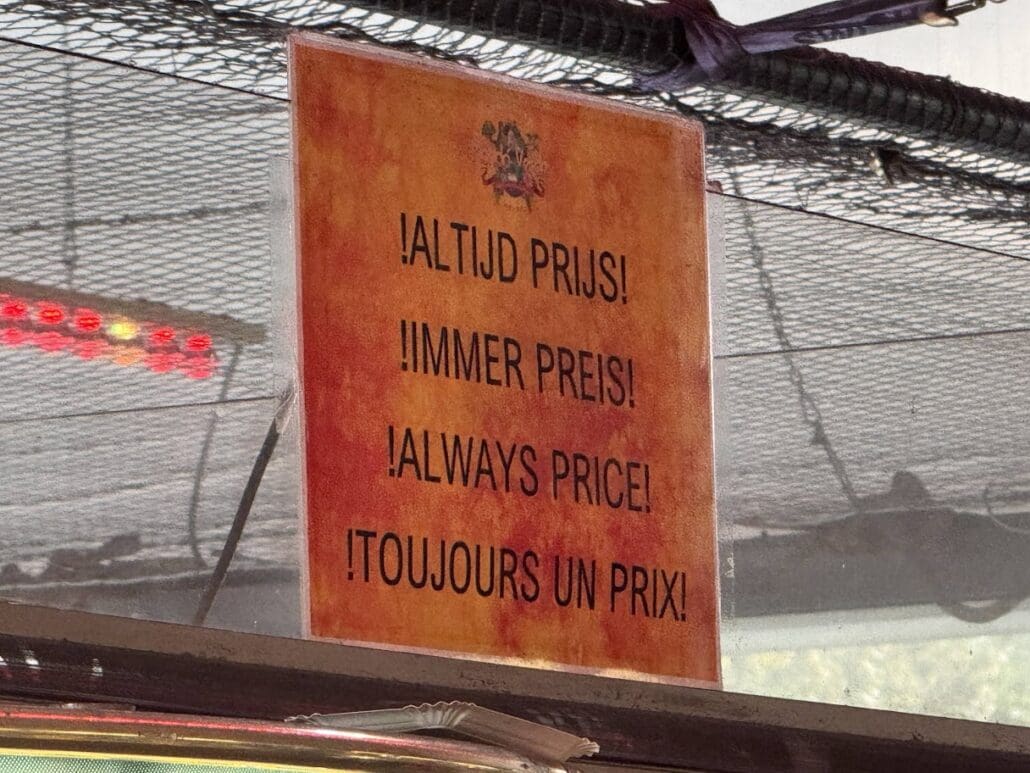 !ALTIJD PRIJS!
!IMMER PREIS!
!ALWAYS PRICE!
!TOUJOURS UN PRIX!